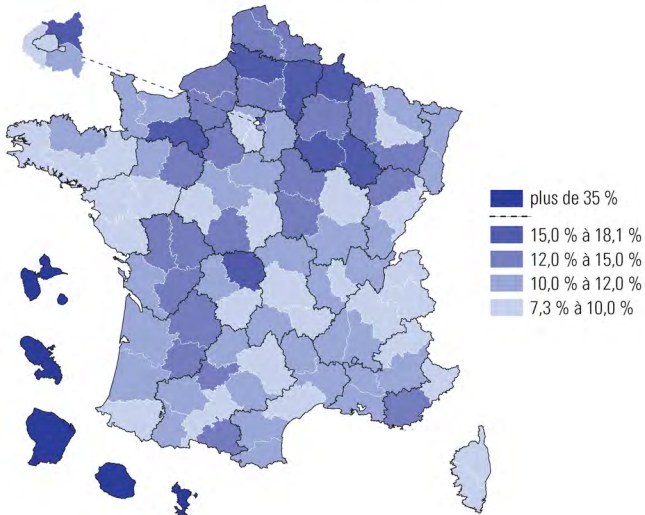 plus de 35 %
15,0 % à 18,1 %
12,0 % à 15,0 %
10,0 % à 12,0 %
7,3 % à 10,0 %